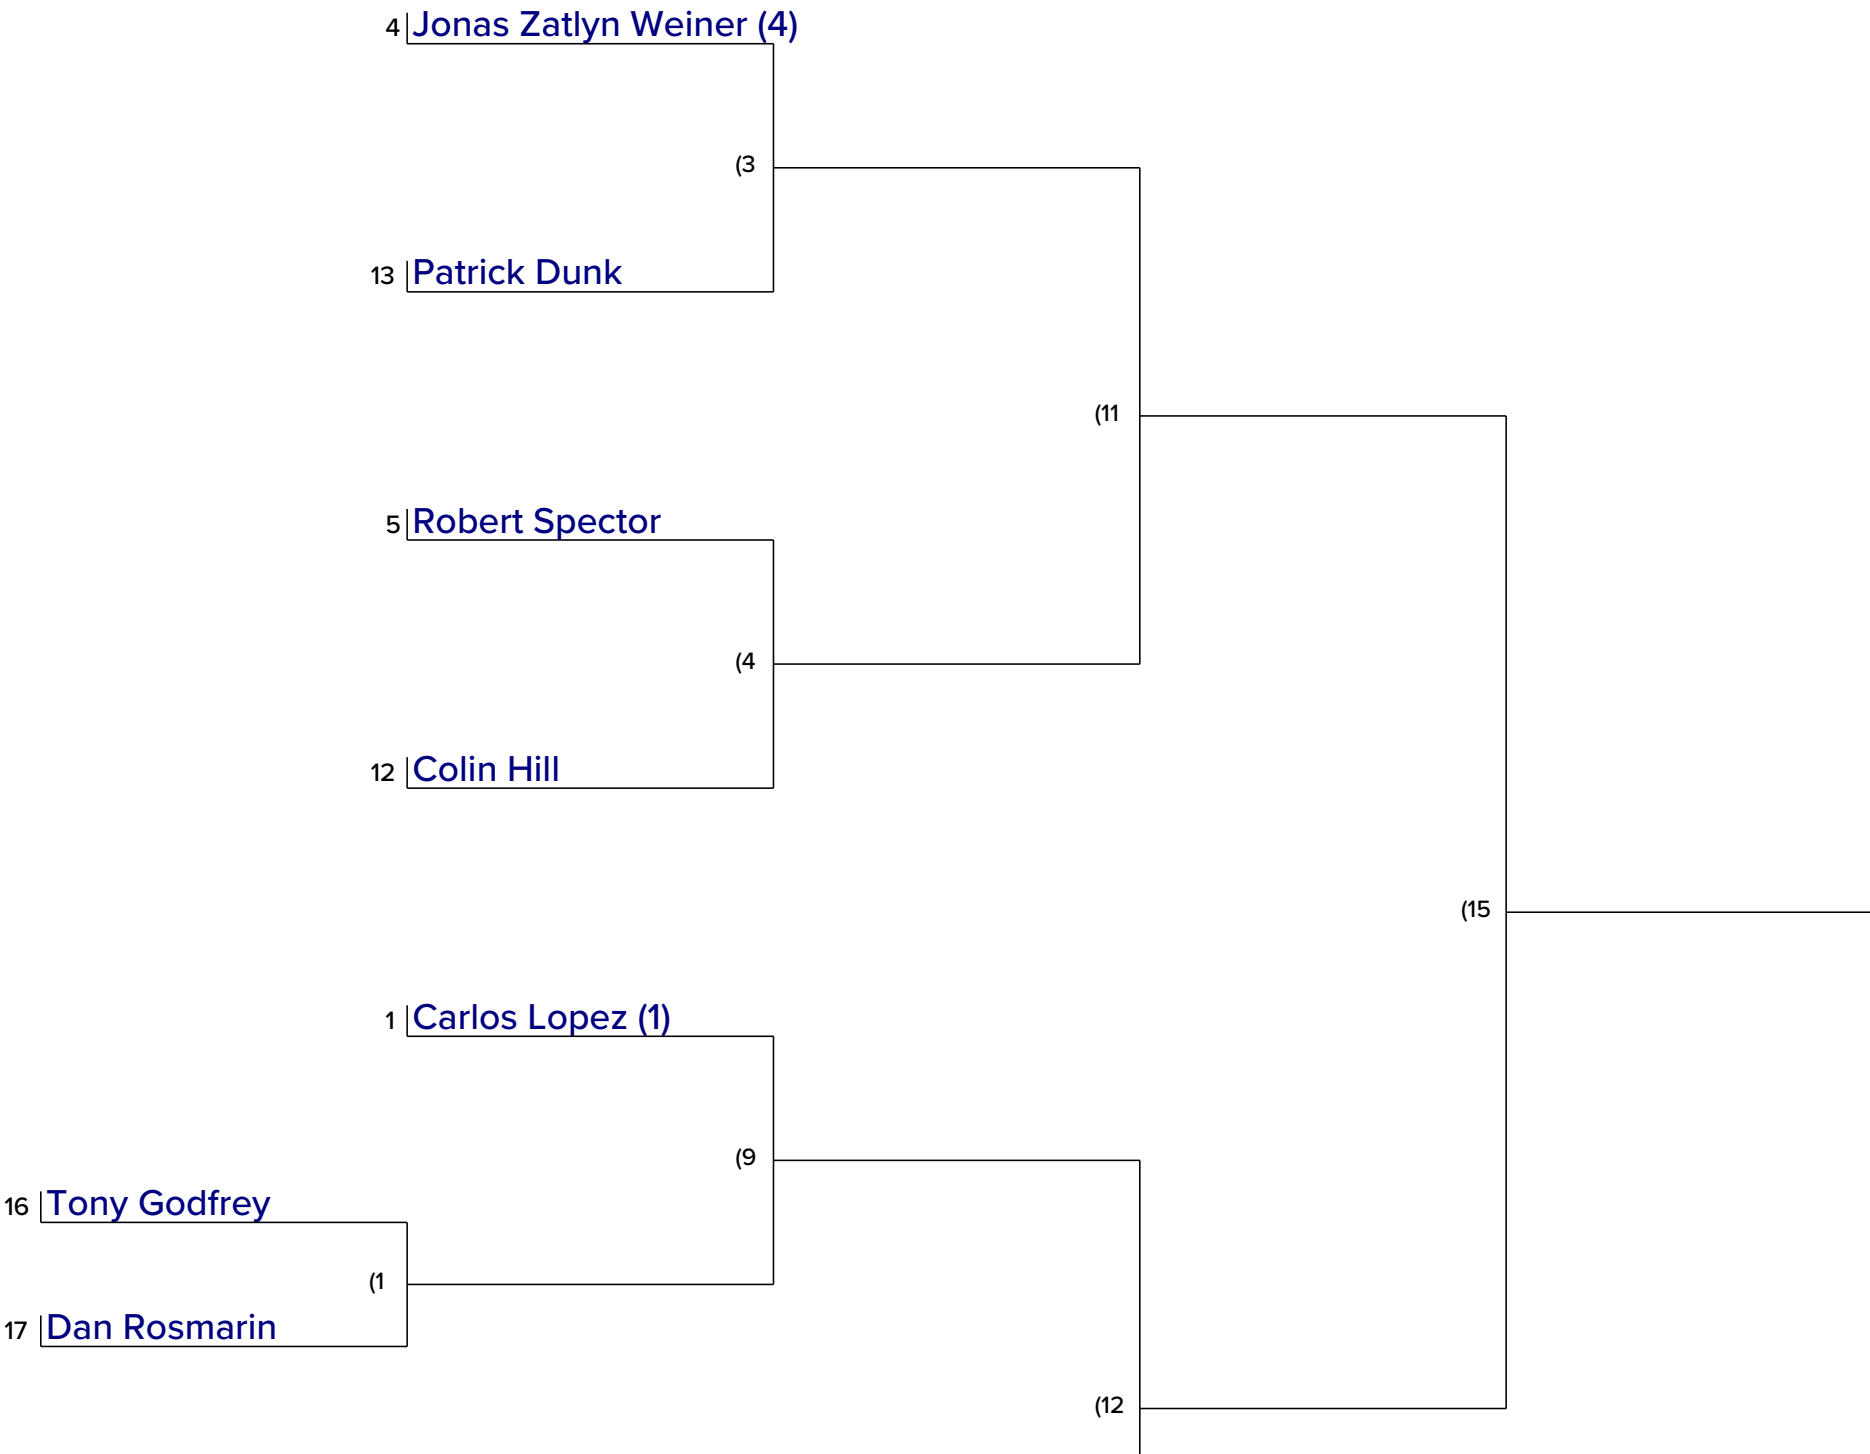 4 Jonas Zatlyn Weiner (4)
(3
13 Patrick Dunk
(11
5 Robert Spector
(4
12 Colin Hill
(15
1 Carlos Lopez (1)
(9
16 Tony Godfrey
(1
17 Dan Rosmarin
(12